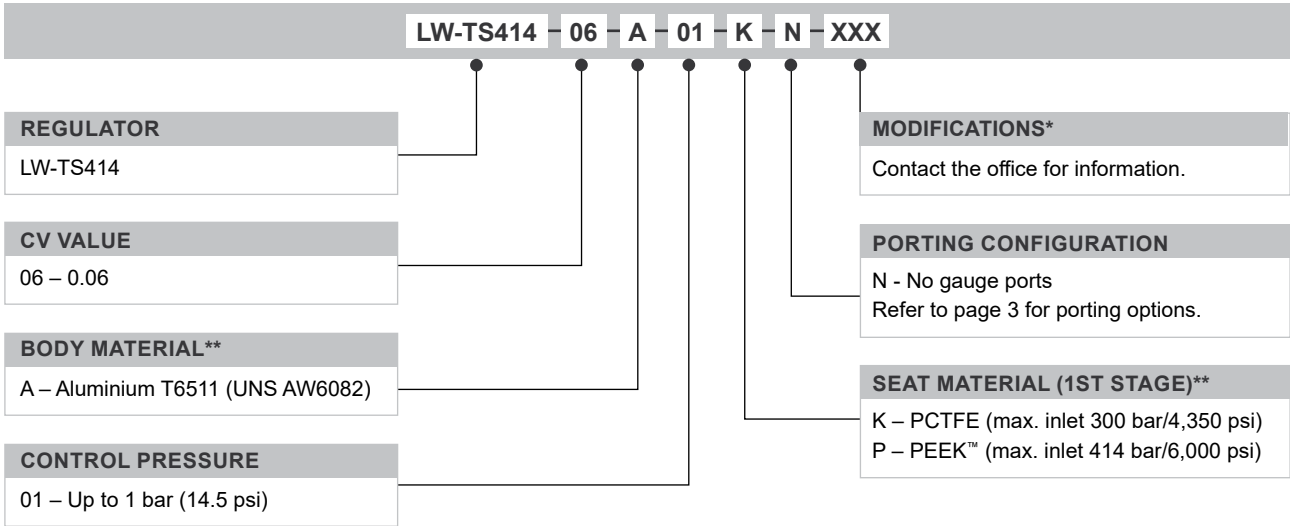 LW-TS414 - 06 - A - 01 - K - N - XXX
REGULATOR
LW-TS414
CV VALUE
06 – 0.06
BODY MATERIAL**
A – Aluminium T6511 (UNS AW6082)
CONTROL PRESSURE
01 – Up to 1 bar (14.5 psi)
MODIFICATIONS*
Contact the office for information.
PORTING CONFIGURATION
N - No gauge ports
Refer to page 3 for porting options.
SEAT MATERIAL (1ST STAGE)**
K – PCTFE (max. inlet 300 bar/4,350 psi)
P – PEEK™ (max. inlet 414 bar/6,000 psi)